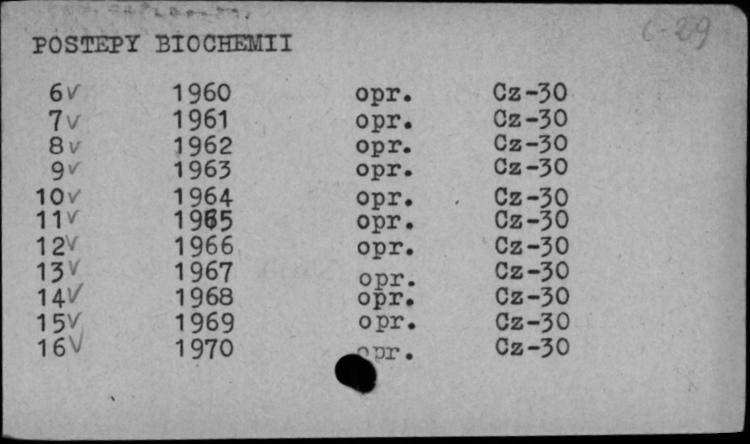 C-29
POSTEPY BIOCHEMII
6✓ 1960 opr. Cz-30
7✓ 1961 opr. Cz-30
8✓ 1962 opr. Cz-30
9✓ 1963 opr. Cz-30
10✓ 1964 opr. Cz-30
11✓ 1965 opr. Cz-30
12✓ 1966 opr. Cz-30
13✓ 1967 opr. Cz-30
14✓ 1968 opr. Cz-30
15✓ 1969 opr. Cz-30
16✓ 1970 opr. Cz-30